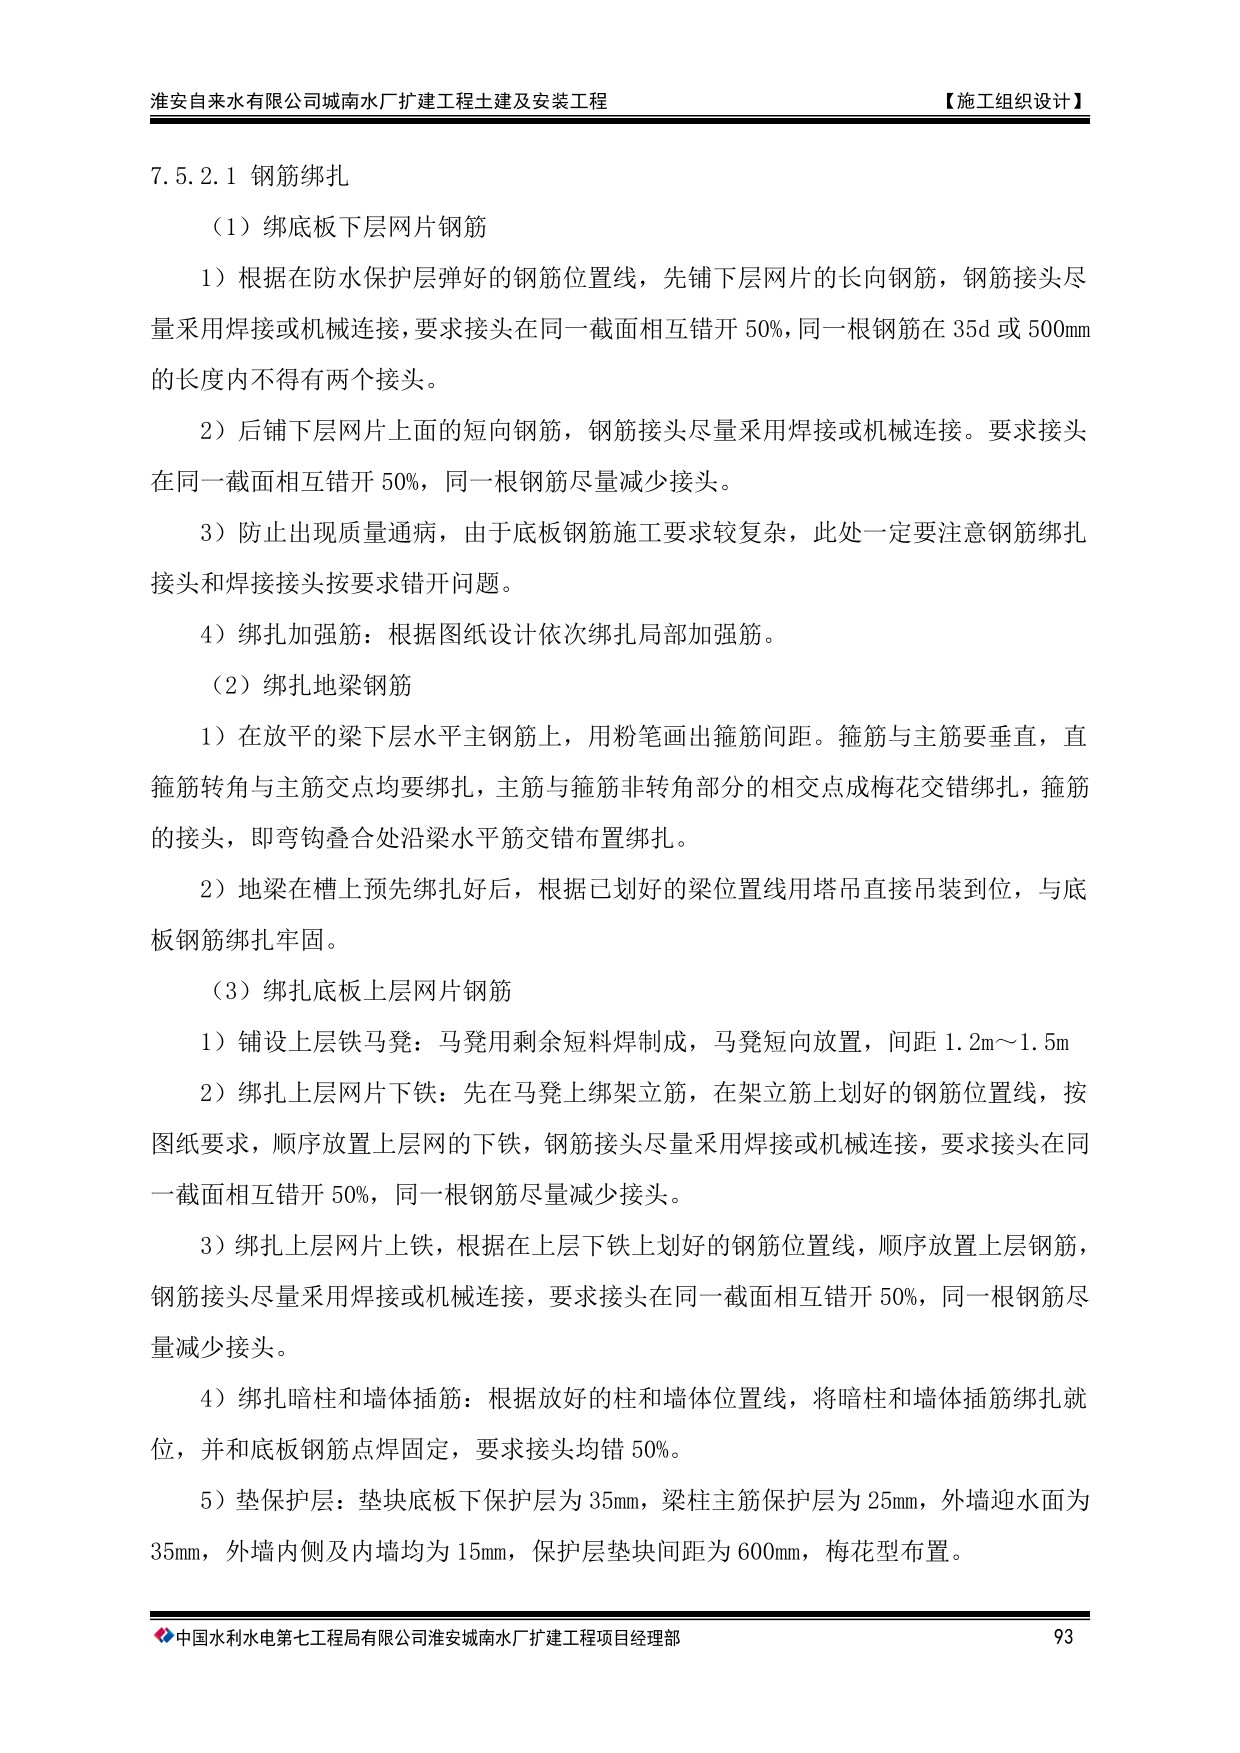 淮安自来水有限公司城南水厂扩建工程土建及安装工程 【施工组织设计】
7.5.2.1 钢筋绑扎
（1）绑底板下层网片钢筋
1）根据在防水保护层弹好的钢筋位置线，先铺下层网片的长向钢筋，钢筋接头尽
量采用焊接或机械连接，要求接头在同一截面相互错开 50%，同一根钢筋在 35d 或 500mm
的长度内不得有两个接头。
2）后铺下层网片上面的短向钢筋，钢筋接头尽量采用焊接或机械连接。要求接头
在同一截面相互错开 50%，同一根钢筋尽量减少接头。
3）防止出现质量通病，由于底板钢筋施工要求较复杂，此处一定要注意钢筋绑扎
接头和焊接接头按要求错开问题。
4）绑扎加强筋：根据图纸设计依次绑扎局部加强筋。
（2）绑扎地梁钢筋
1）在放平的梁下层水平主钢筋上，用粉笔画出箍筋间距。箍筋与主筋要垂直，直
箍筋转角与主筋交点均要绑扎，主筋与箍筋非转角部分的相交点成梅花交错绑扎，箍筋
的接头，即弯钩叠合处沿梁水平筋交错布置绑扎。
2）地梁在槽上预先绑扎好后，根据已划好的梁位置线用塔吊直接吊装到位，与底
板钢筋绑扎牢固。
（3）绑扎底板上层网片钢筋
1）铺设上层铁马凳：马凳用剩余短料焊制成，马凳短向放置，间距 1.2m～1.5m
2）绑扎上层网片下铁：先在马凳上绑架立筋，在架立筋上划好的钢筋位置线，按
图纸要求，顺序放置上层网的下铁，钢筋接头尽量采用焊接或机械连接，要求接头在同
一截面相互错开 50%，同一根钢筋尽量减少接头。
3）绑扎上层网片上铁，根据在上层下铁上划好的钢筋位置线，顺序放置上层钢筋，
钢筋接头尽量采用焊接或机械连接，要求接头在同一截面相互错开 50%，同一根钢筋尽
量减少接头。
4）绑扎暗柱和墙体插筋：根据放好的柱和墙体位置线，将暗柱和墙体插筋绑扎就
位，并和底板钢筋点焊固定，要求接头均错 50%。
5）垫保护层：垫块底板下保护层为 35mm，梁柱主筋保护层为 25mm，外墙迎水面为
35mm，外墙内侧及内墙均为 15mm，保护层垫块间距为 600mm，梅花型布置。
中国水利水电第七工程局有限公司淮安城南水厂扩建工程项目经理部 93